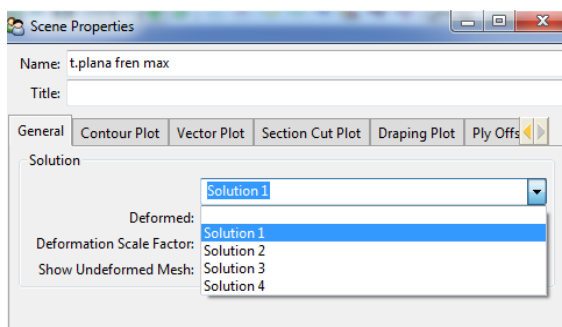 Scene Properties
Name: t.plana fren max
Title:
General Contour Plot Vector Plot Section Cut Plot Draping Plot Ply Offs
Solution
Solution 1
Deformed:
Solution 1
Deformation Scale Factor: Solution 2
Show Undeformed Mesh: Solution 3
Solution 4